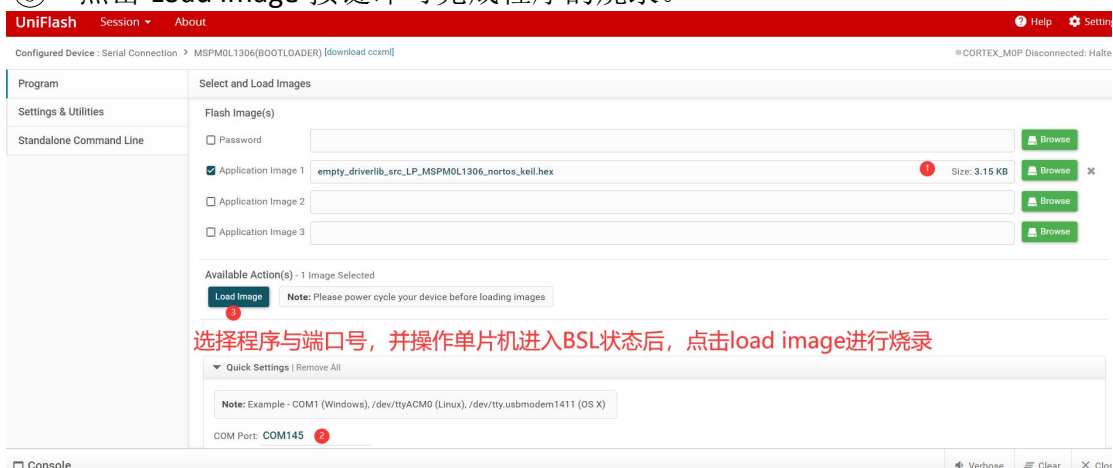 ③ 点击 Load Image 按键即可完成程序的烧录。
UniFlash Session About Help Setting
Configured Device : Serial Connection > MSPM0L1306(BOOTLOADER) [download ccxml] CORTEX_M0P Disconnected: Halte
Program Select and Load Images
Settings & Utilities Flash Image(s)
Standalone Command Line Password Browse
Application Image 1 empty_driverlib_src_LP_MSPM0L1306_nortos_keil.hex 1 Size: 3.15 KB Browse
Application Image 2 Browse
Application Image 3 Browse
Available Action(s) - 1 Image Selected
Load Image Note: Please power cycle your device before loading images
3
选择程序与端口号，并操作单片机进入BSL状态后，点击load image进行烧录
Quick Settings | Remove All
Note: Example - COM1 (Windows), /dev/ttyACM0 (Linux), /dev/tty.usbmodem1411 (OS X)
COM Port: COM145 2
Console Verbose Clear Clos